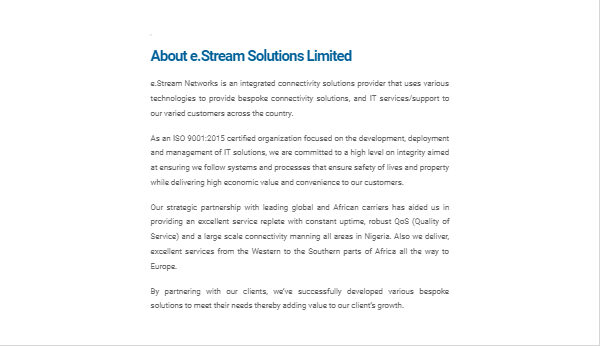 About e.Stream Solutions Limited
e.Stream Networks is an integrated connectivity solutions provider that uses various
technologies to provide bespoke connectivity solutions, and IT services/support to
our varied customers across the country.
As an ISO 9001:2015 certified organization focused on the development, deployment
and management of IT solutions, we are committed to a high level on integrity aimed
at ensuring we follow systems and processes that ensure safety of lives and property
while delivering high economic value and convenience to our customers.
Our strategic partnership with leading global and African carriers has aided us in
providing an excellent service replete with constant uptime, robust QoS (Quality of
Service) and a large scale connectivity manning all areas in Nigeria. Also we deliver,
excellent services from the Western to the Southern parts of Africa all the way to
Europe.
By partnering with our clients, we've successfully developed various bespoke
solutions to meet their needs thereby adding value to our client's growth.